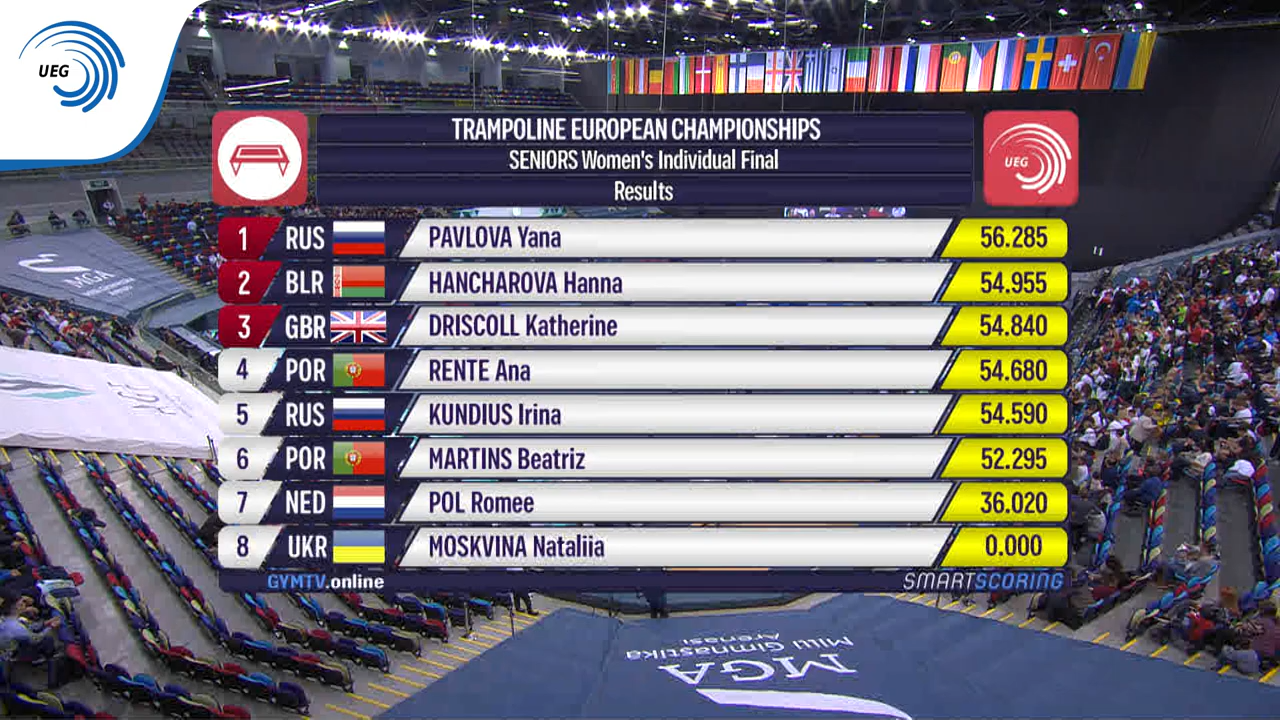 UEG
TRAMPOLINE EUROPEAN CHAMPIONSHIPS
SENIORS Women's Individual Final
Results
UEG
1 RUS PAVLOVA Yana 56.285
2 BLR HANCHAROVA Hanna 54.955
3 GBR DRISCOLL Katherine 54.840
4 POR RENTE Ana 54.680
5 RUS KUNDIUS Irina 54.590
6 POR MARTINS Beatriz 52.295
7 NED POL Romee 36.020
8 UKR MOSKVINA Nataliia 0.000
GYMTV.online SMARTSCORING
MGA
MGA
Milli Gimnastika
Arenası